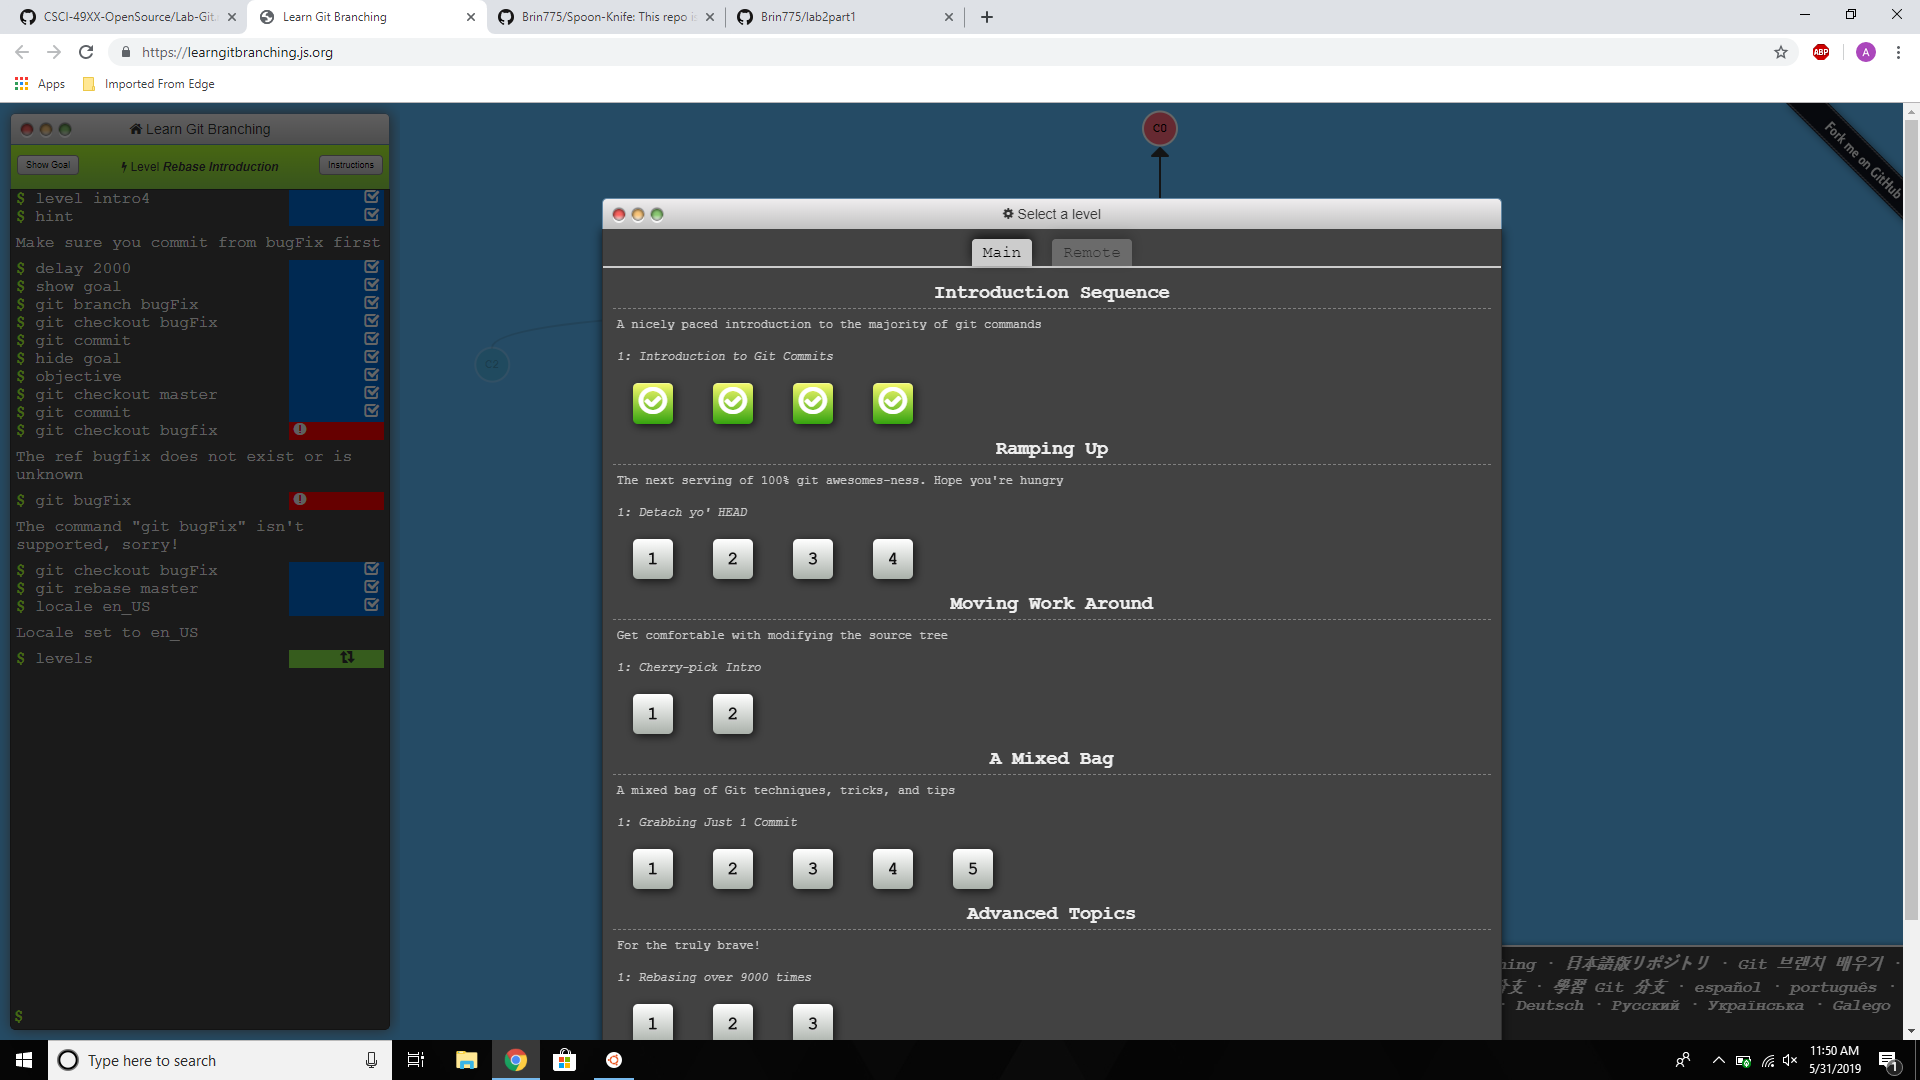 CSCI-49XX-OpenSource/Lab-Git
Learn Git Branching
Brin775/Spoon-Knife: This repo is
Brin775/lab2part1
https://learngitbranching.js.org
ABP
A
Apps
Imported From Edge
Learn Git Branching
Show Goal
Level Rebase Introduction
Instructions
$ level intro4
$ hint
Make sure you commit from bugFix first
$ delay 2000
$ show goal
$ git branch bugFix
$ git checkout bugFix
$ git commit
$ hide goal
$ objective
$ git checkout master
$ git commit
$ git checkout bugfix
The ref bugfix does not exist or is
unknown
$ git bugFix
The command "git bugFix" isn't
supported, sorry!
$ git checkout bugFix
$ git rebase master
$ locale en_US
Locale set to en_US
$ levels
$
C0
C2
Fork me on GitHub
Select a level
Main
Remote
Introduction Sequence
A nicely paced introduction to the majority of git commands
1: Introduction to Git Commits
Ramping Up
The next serving of 100% git awesomes-ness. Hope you're hungry
1: Detach yo' HEAD
1 2 3 4
Moving Work Around
Get comfortable with modifying the source tree
1: Cherry-pick Intro
1 2
A Mixed Bag
A mixed bag of Git techniques, tricks, and tips
1: Grabbing Just 1 Commit
1 2 3 4 5
Advanced Topics
For the truly brave!
1: Rebasing over 9000 times
1 2 3
hing · 日本語版リポジトリ · Git 브랜치 배우기 ·
分支 · 學習 Git 分支 · español · português ·
· Deutsch · Русский · Українська · Galego
Type here to search
11:50 AM
5/31/2019
1